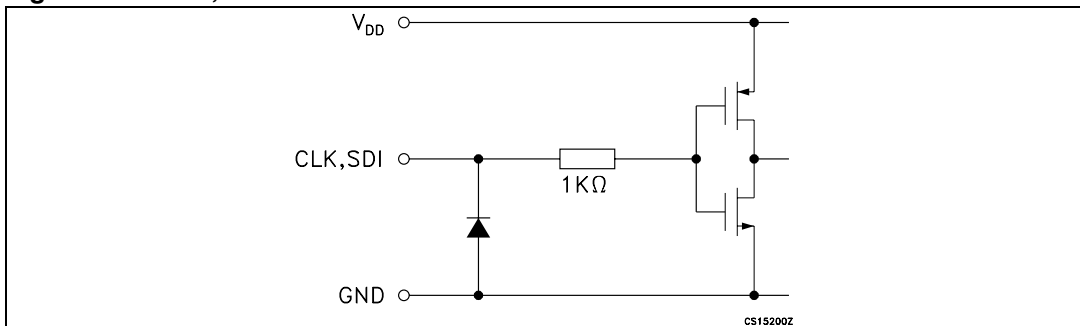 V_DD
CLK,SDI
1KΩ
GND
CS15200Z